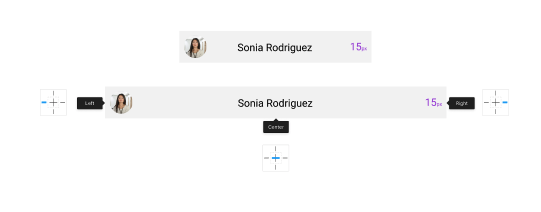 Sonia Rodriguez 15px
Left Sonia Rodriguez 15px Right
Center